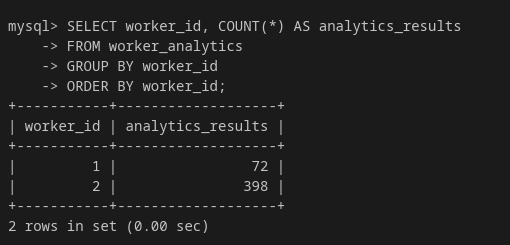 mysql> SELECT worker_id, COUNT(*) AS analytics_results
    -> FROM worker_analytics
    -> GROUP BY worker_id
    -> ORDER BY worker_id;
+-----------+-------------------+
| worker_id | analytics_results |
+-----------+-------------------+
|         1 |                72 |
|         2 |               398 |
+-----------+-------------------+
2 rows in set (0.00 sec)